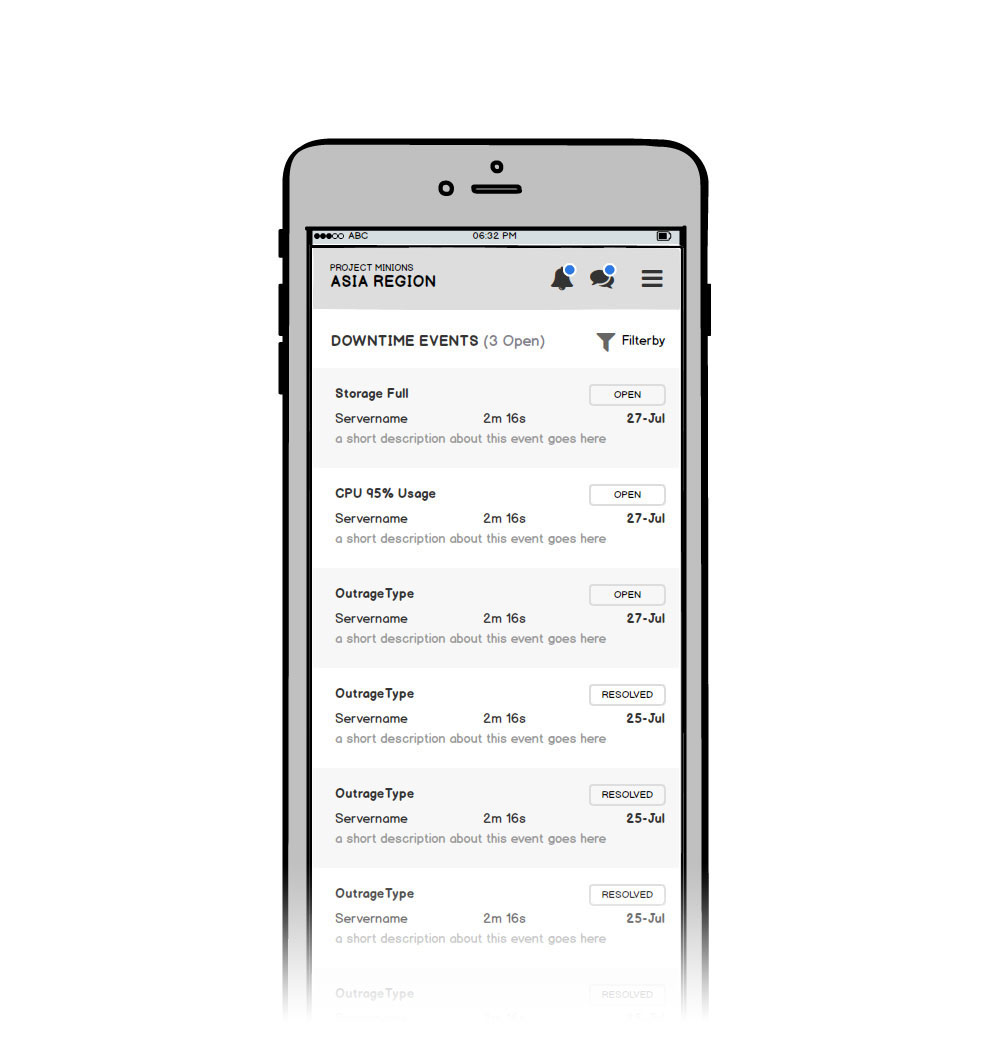 ABC 06:32 PM
PROJECT MINIONS
ASIA REGION
DOWNTIME EVENTS (3 Open) Filterby
Storage Full OPEN
Servername 2m 16s 27-Jul
a short description about this event goes here
CPU 95% Usage OPEN
Servername 2m 16s 27-Jul
a short description about this event goes here
OutrageType OPEN
Servername 2m 16s 27-Jul
a short description about this event goes here
OutrageType RESOLVED
Servername 2m 16s 25-Jul
a short description about this event goes here
OutrageType RESOLVED
Servername 2m 16s 25-Jul
a short description about this event goes here
OutrageType RESOLVED
Servername 2m 16s 25-Jul
a short description about this event goes here
OutrageType RESOLVED